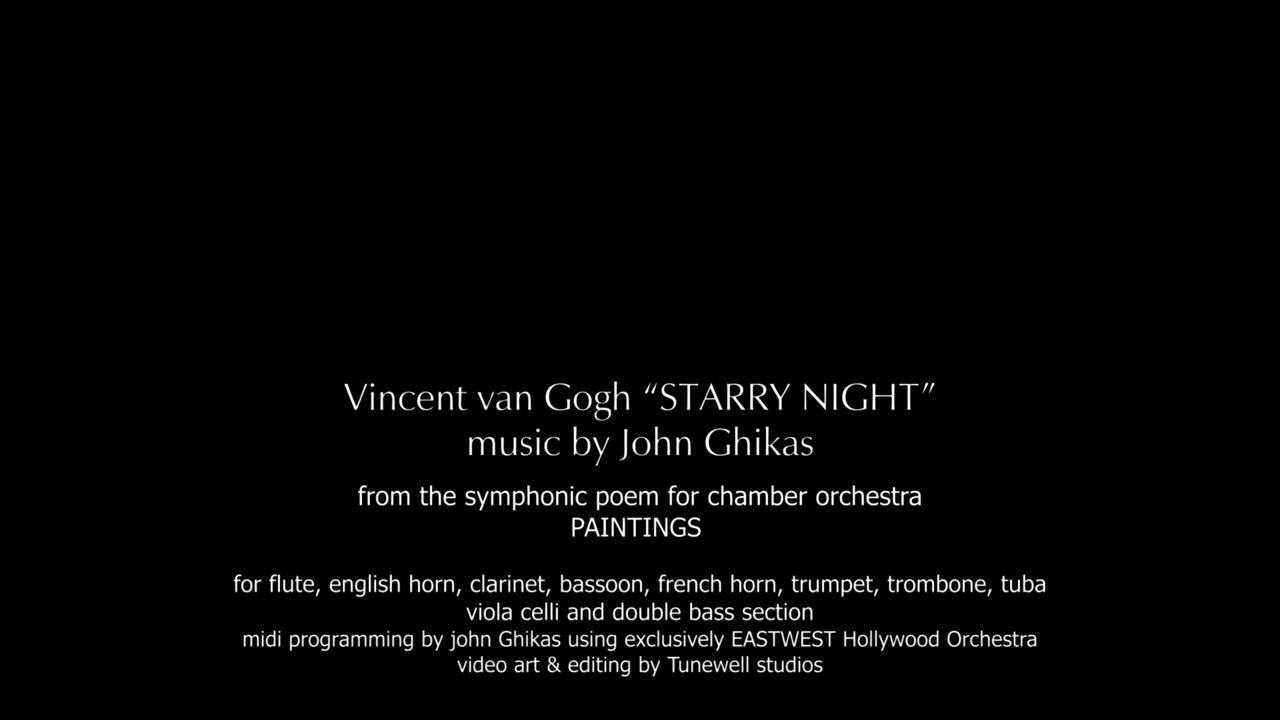 Vincent van Gogh “STARRY NIGHT”
music by John Ghikas
from the symphonic poem for chamber orchestra
PAINTINGS
for flute, english horn, clarinet, bassoon, french horn, trumpet, trombone, tuba
viola celli and double bass section
midi programming by john Ghikas using exclusively EASTWEST Hollywood Orchestra
video art & editing by Tunewell studios